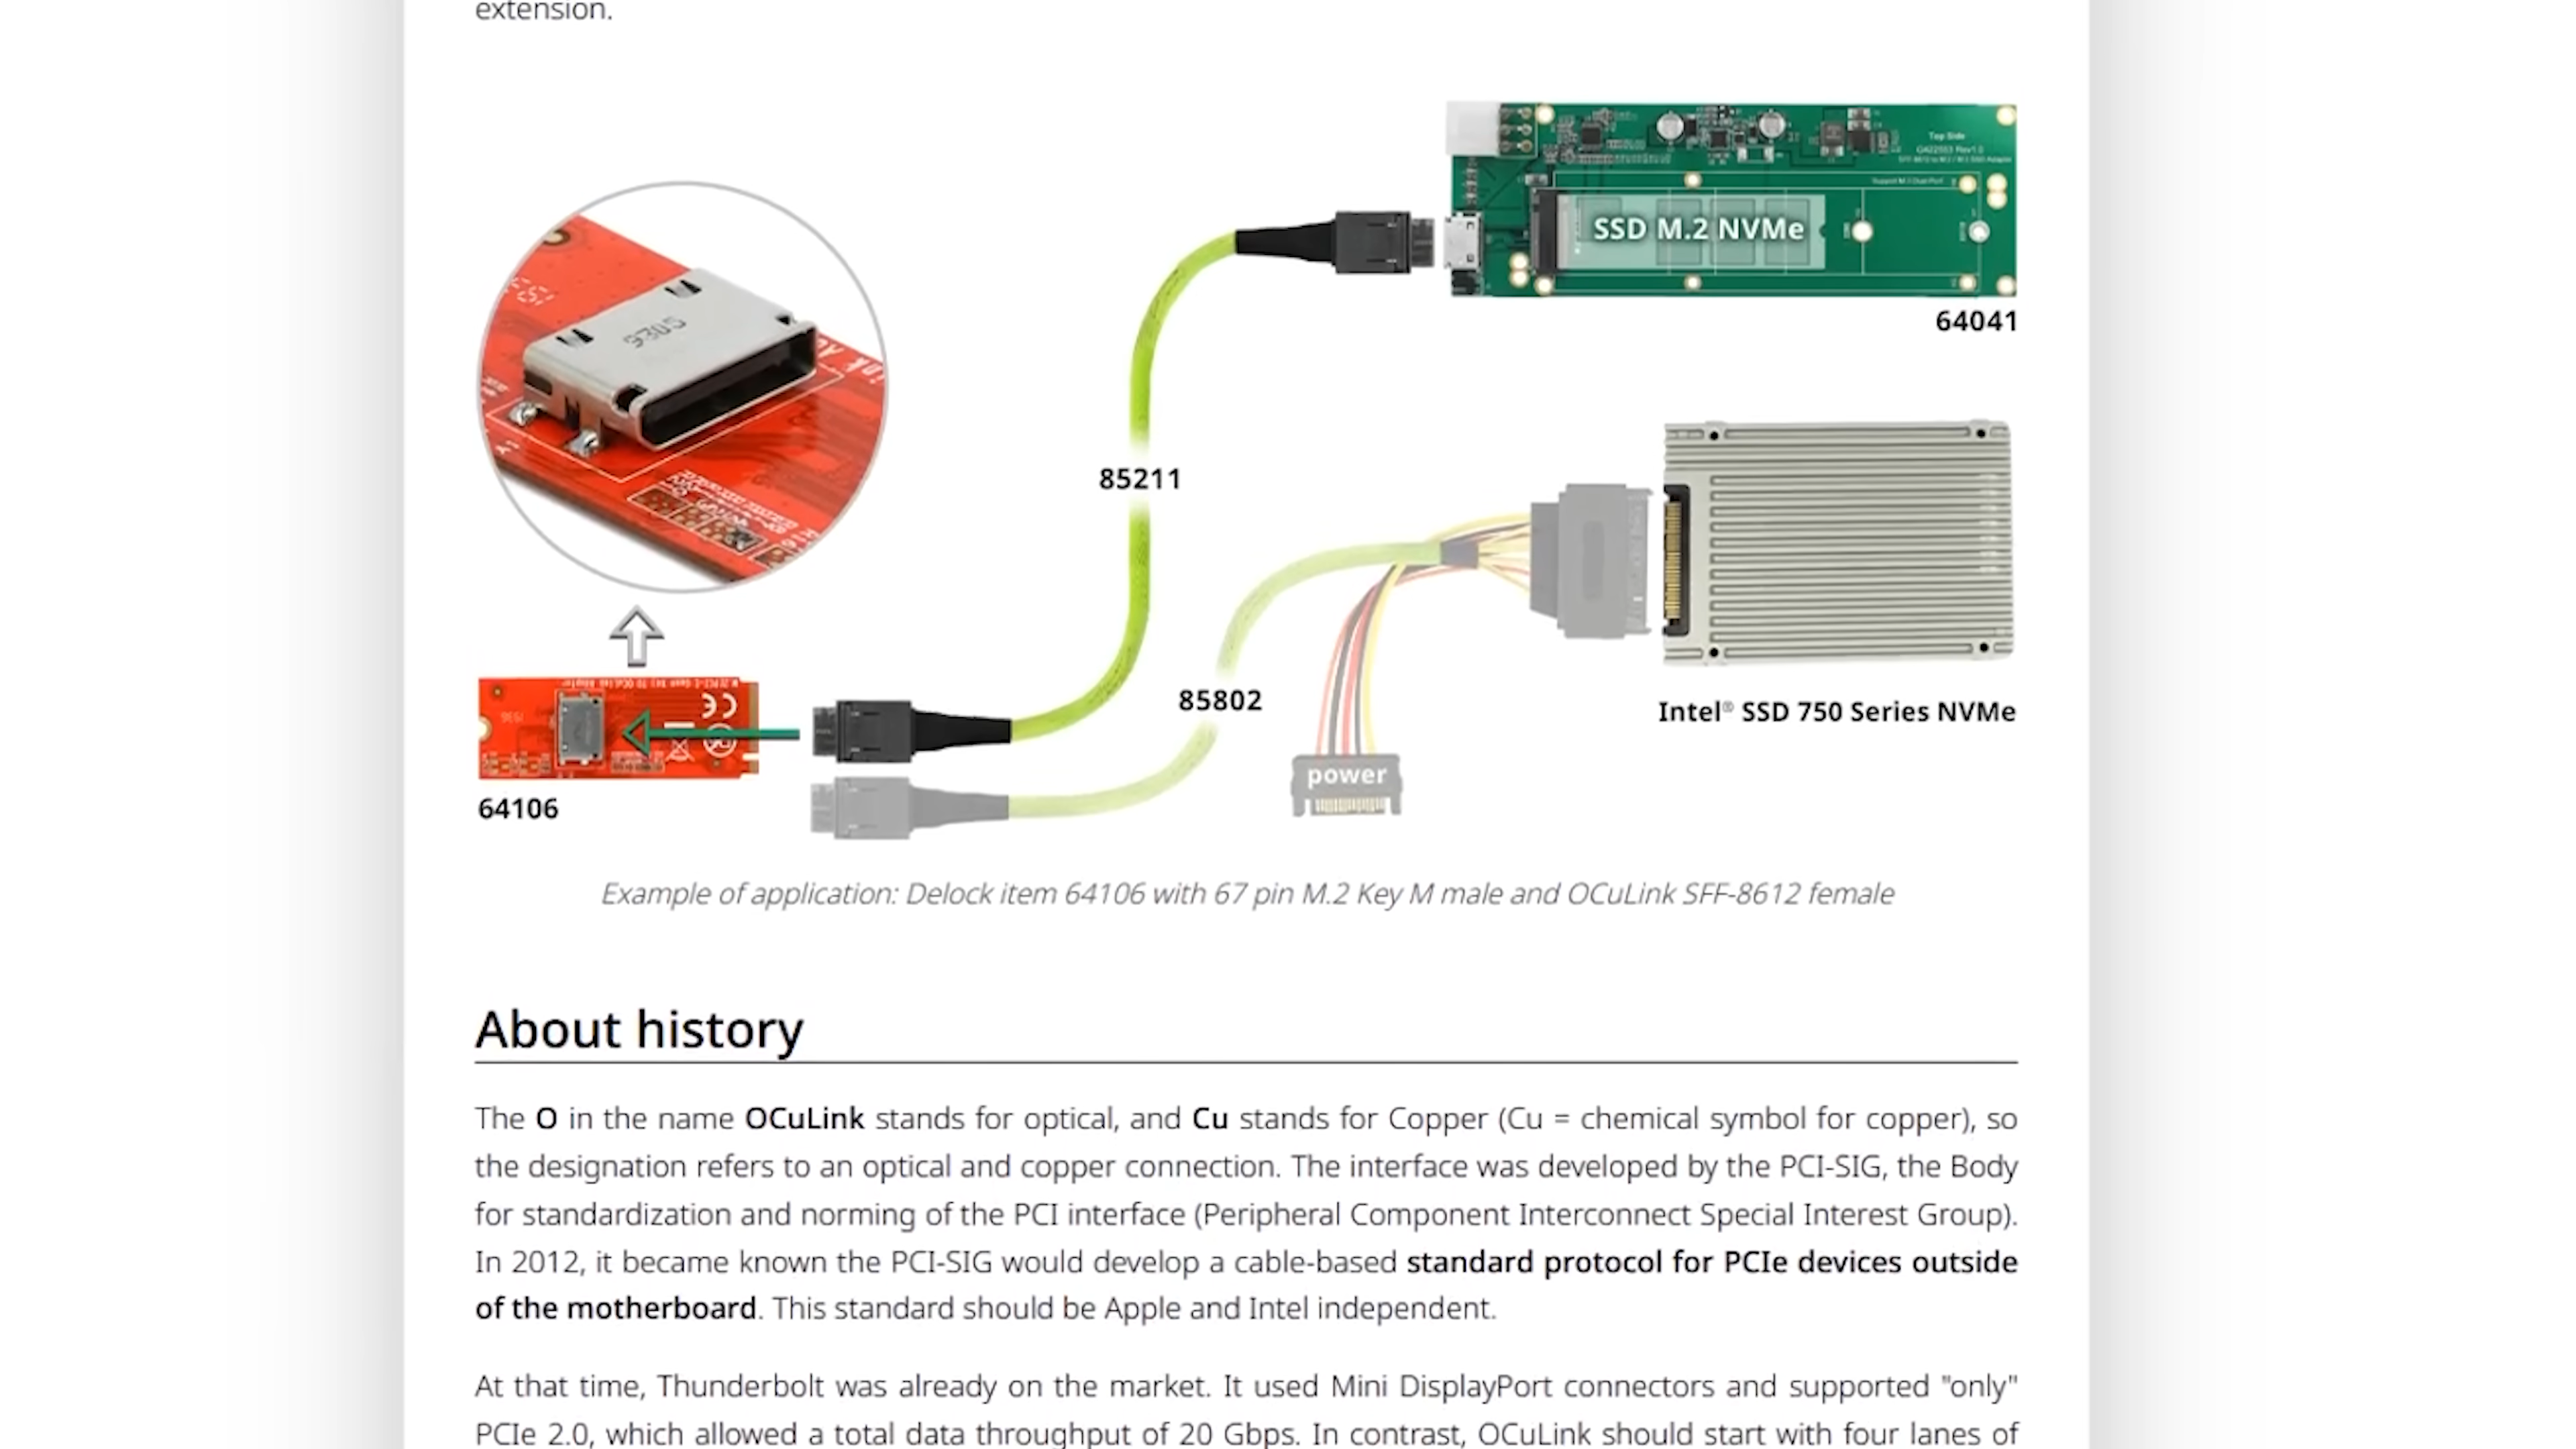 extension.
9305
Top Side
SSD M.2 NVMe
64041
85211
85802
Intel® SSD 750 Series NVMe
power
64106
Example of application: Delock item 64106 with 67 pin M.2 Key M male and OCuLink SFF-8612 female
About history
The O in the name OCuLink stands for optical, and Cu stands for Copper (Cu = chemical symbol for copper), so
the designation refers to an optical and copper connection. The interface was developed by the PCI-SIG, the Body
for standardization and norming of the PCI interface (Peripheral Component Interconnect Special Interest Group).
In 2012, it became known the PCI-SIG would develop a cable-based standard protocol for PCIe devices outside
of the motherboard. This standard should be Apple and Intel independent.
At that time, Thunderbolt was already on the market. It used Mini DisplayPort connectors and supported "only"
PCIe 2.0, which allowed a total data throughput of 20 Gbps. In contrast, OCuLink should start with four lanes of